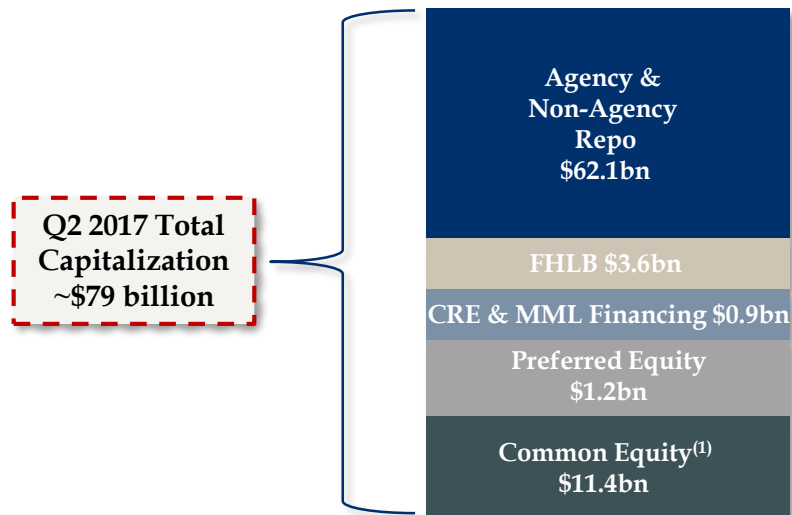 Q2 2017 Total
Capitalization
~$79 billion
Agency &
Non-Agency
Repo
$62.1bn
FHLB $3.6bn
CRE & MML Financing $0.9bn
Preferred Equity
$1.2bn
Common Equity(1)
$11.4bn